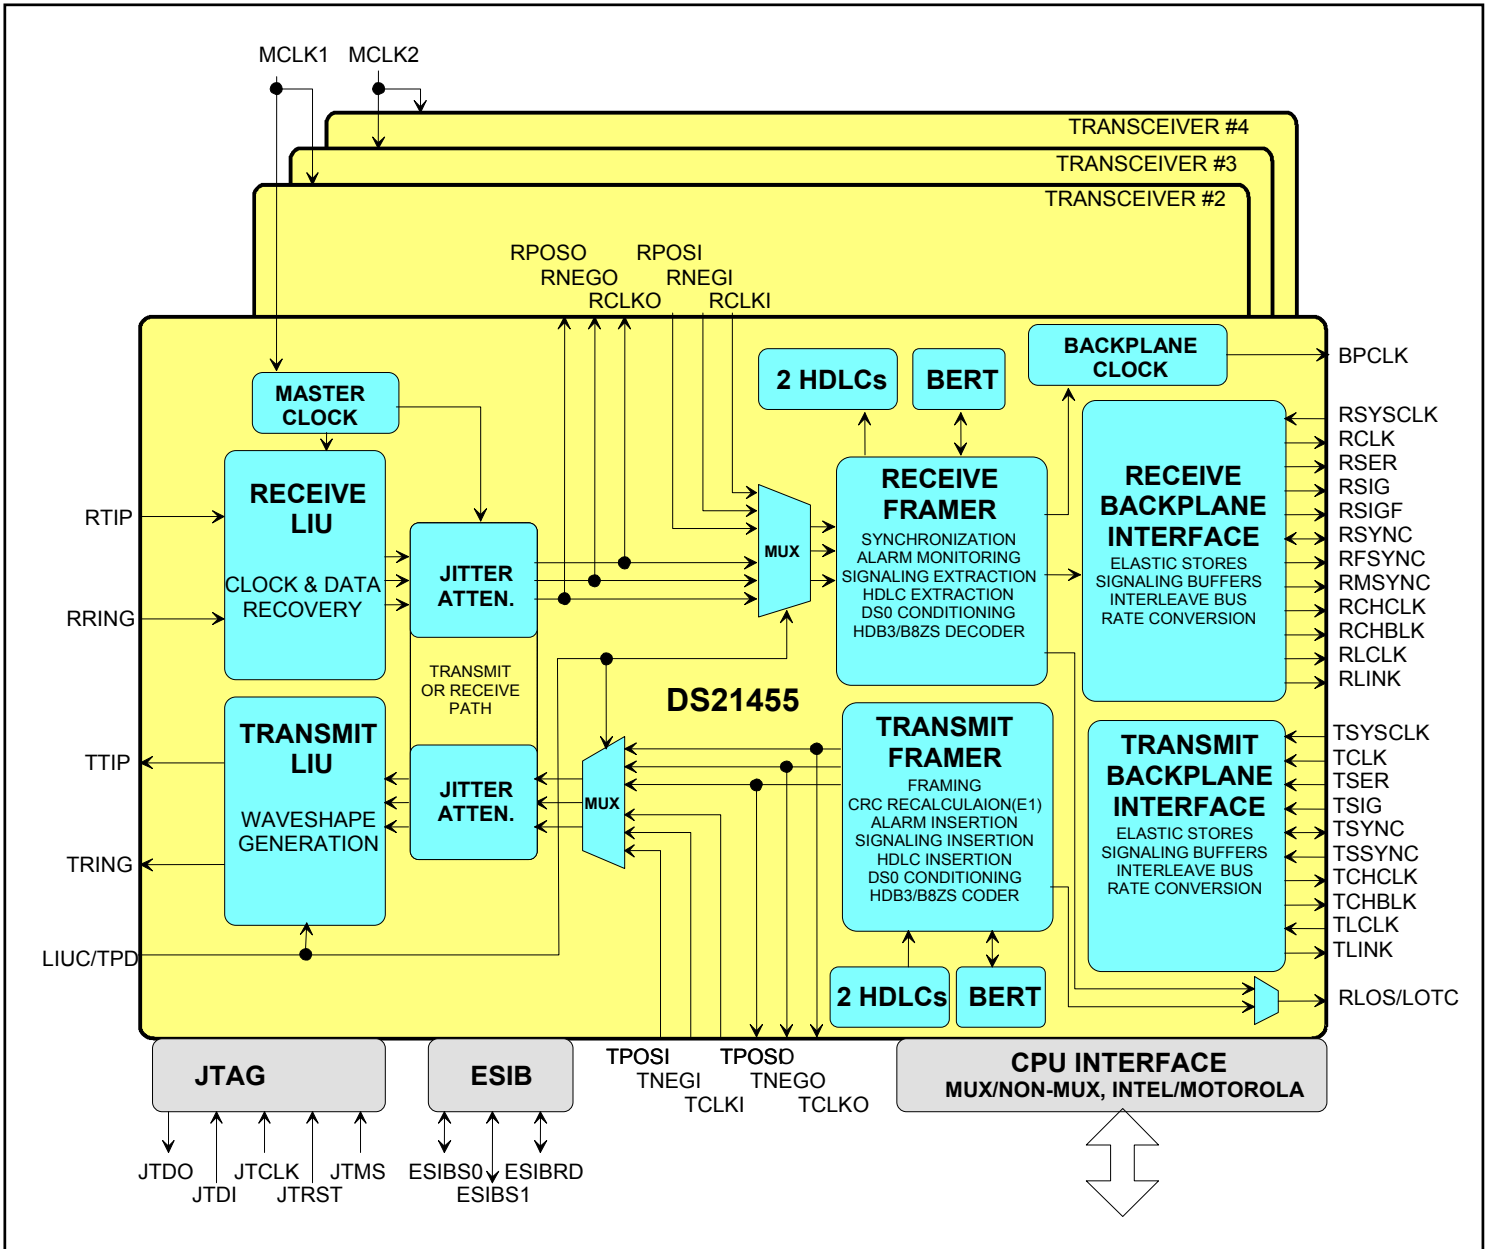 MCLK1
MCLK2
TRANSCEIVER #4
TRANSCEIVER #3
TRANSCEIVER #2
RPOSO
RNEGO
RCLKO
RPOSI
RNEGI
RCLKI
MASTER
CLOCK
2 HDLCs
BERT
BACKPLANE
CLOCK
BPCLK
RECEIVE
LIU
CLOCK & DATA
RECOVERY
RTIP
RRING
JITTER
ATTEN.
TRANSMIT
OR RECEIVE
PATH
MUX
RECEIVE
FRAMER
SYNCHRONIZATION
ALARM MONITORING
SIGNALING EXTRACTION
HDLC EXTRACTION
DS0 CONDITIONING
HDB3/B8ZS DECODER
RECEIVE
BACKPLANE
INTERFACE
ELASTIC STORES
SIGNALING BUFFERS
INTERLEAVE BUS
RATE CONVERSION
RSYSCLK
RCLK
RSER
RSIG
RSIGF
RSYNC
RFSYNC
RMSYNC
RCHCLK
RCHBLK
RLCLK
RLINK
DS21455
TRANSMIT
LIU
WAVESHAPE
GENERATION
TTIP
TRING
LIUC/TPD
JITTER
ATTEN.
MUX
TRANSMIT
FRAMER
FRAMING
CRC RECALCULAION(E1)
ALARM INSERTION
SIGNALING INSERTION
HDLC INSERTION
DS0 CONDITIONING
HDB3/B8ZS CODER
TRANSMIT
BACKPLANE
INTERFACE
ELASTIC STORES
SIGNALING BUFFERS
INTERLEAVE BUS
RATE CONVERSION
TSYSCLK
TCLK
TSER
TSIG
TSYNC
TSSYNC
TCHCLK
TCHBLK
TLCLK
TLINK
RLOS/LOTC
2 HDLCs
BERT
JTAG
ESIB
TPOSI
TNEGI
TCLKI
TPOSO
TNEGO
TCLKO
CPU INTERFACE
MUX/NON-MUX, INTEL/MOTOROLA
JTDO
JTDI
JTCLK
JTRST
JTMS
ESIBS0
ESIBS1
ESIBRD